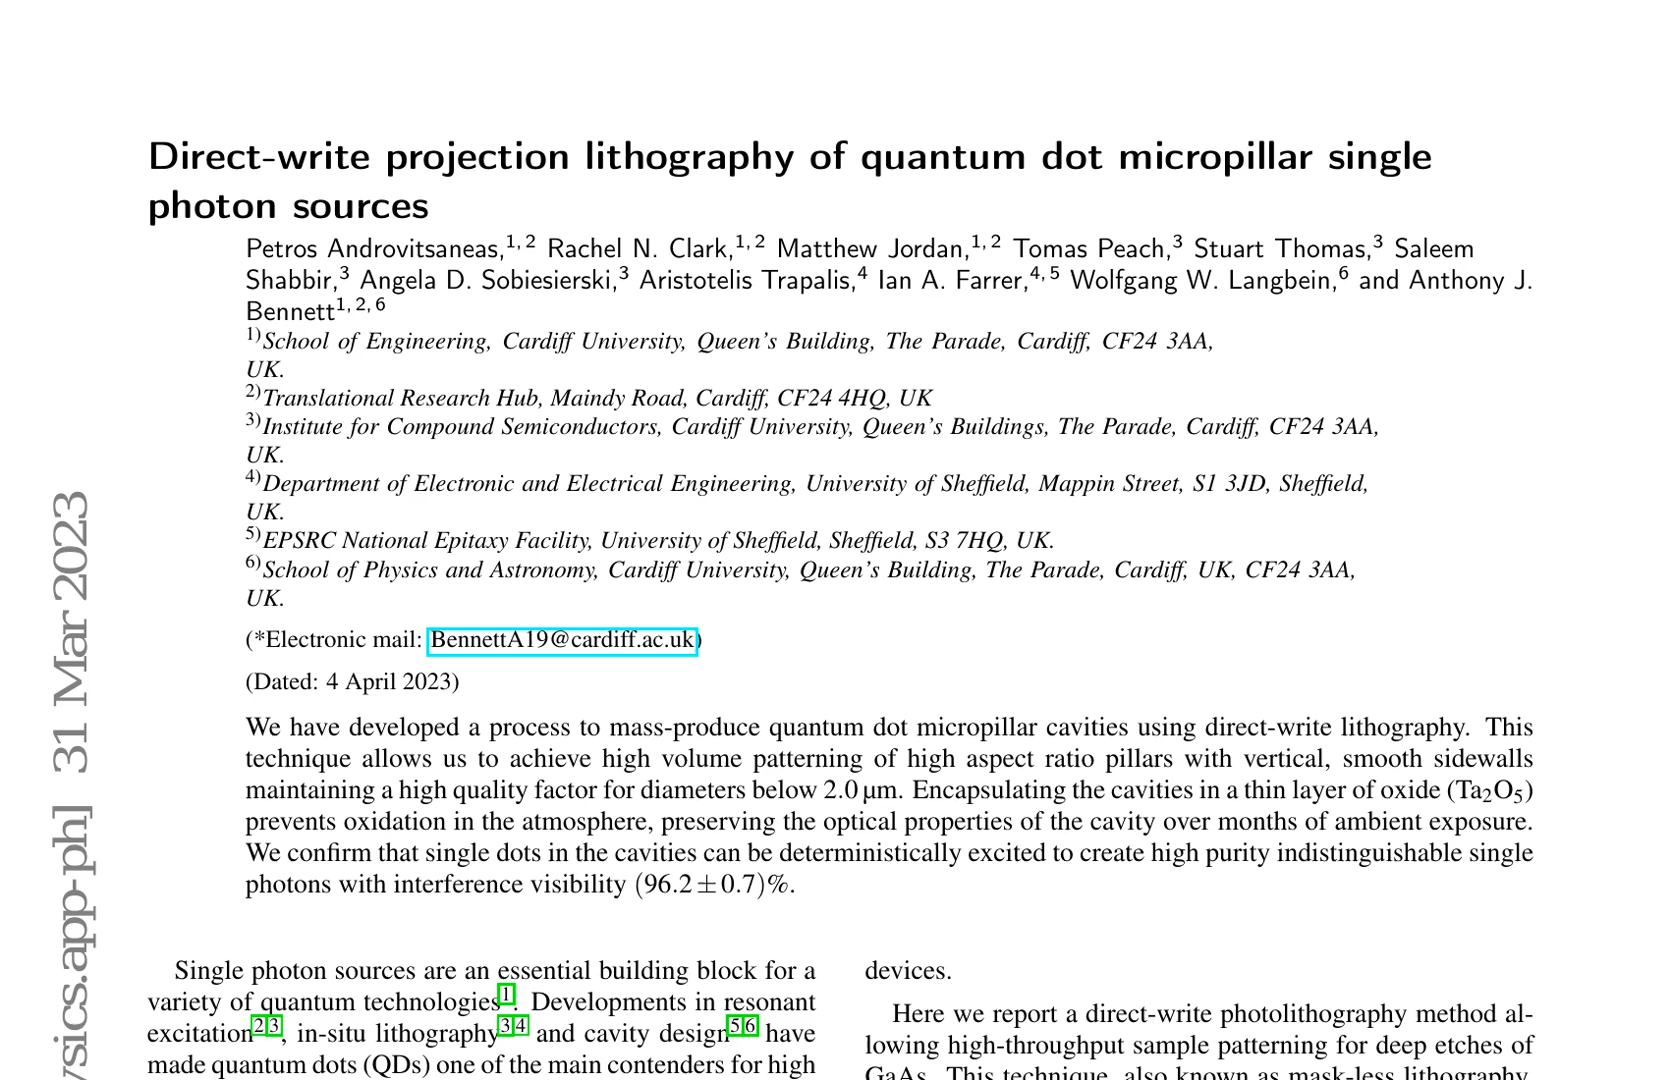 Direct-write projection lithography of quantum dot micropillar single
photon sources
Petros Androvitsaneas,1,2 Rachel N. Clark,1,2 Matthew Jordan,1,2 Tomas Peach,3 Stuart Thomas,3 Saleem
Shabbir,3 Angela D. Sobiesierski,3 Aristotelis Trapalis,4 Ian A. Farrer,4,5 Wolfgang W. Langbein,6 and Anthony J.
Bennett1,2,6
1)School of Engineering, Cardiff University, Queen's Building, The Parade, Cardiff, CF24 3AA,
UK.
2)Translational Research Hub, Maindy Road, Cardiff, CF24 4HQ, UK
3)Institute for Compound Semiconductors, Cardiff University, Queen's Buildings, The Parade, Cardiff, CF24 3AA,
UK.
4)Department of Electronic and Electrical Engineering, University of Sheffield, Mappin Street, S1 3JD, Sheffield,
UK.
5)EPSRC National Epitaxy Facility, University of Sheffield, Sheffield, S3 7HQ, UK.
6)School of Physics and Astronomy, Cardiff University, Queen's Building, The Parade, Cardiff, UK, CF24 3AA,
UK.
(*Electronic mail: BennettA19@cardiff.ac.uk)
(Dated: 4 April 2023)
We have developed a process to mass-produce quantum dot micropillar cavities using direct-write lithography. This
technique allows us to achieve high volume patterning of high aspect ratio pillars with vertical, smooth sidewalls
maintaining a high quality factor for diameters below 2.0 µm. Encapsulating the cavities in a thin layer of oxide (Ta2O5)
prevents oxidation in the atmosphere, preserving the optical properties of the cavity over months of ambient exposure.
We confirm that single dots in the cavities can be deterministically excited to create high purity indistinguishable single
photons with interference visibility (96.2±0.7)%.
Single photon sources are an essential building block for a
variety of quantum technologies1. Developments in resonant
excitation2 3, in-situ lithography3 4 and cavity design5 6 have
made quantum dots (QDs) one of the main contenders for high
devices.
Here we report a direct-write photolithography method al-
lowing high-throughput sample patterning for deep etches of
GaAs. This technique, also known as mask-less lithography,
ysics.app-ph] 31 Mar 2023